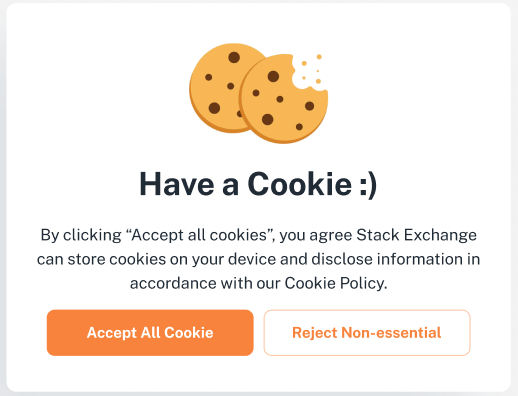 Have a Cookie :)
By clicking “Accept all cookies”, you agree Stack Exchange
can store cookies on your device and disclose information in
accordance with our Cookie Policy.
Accept All Cookie
Reject Non-essential